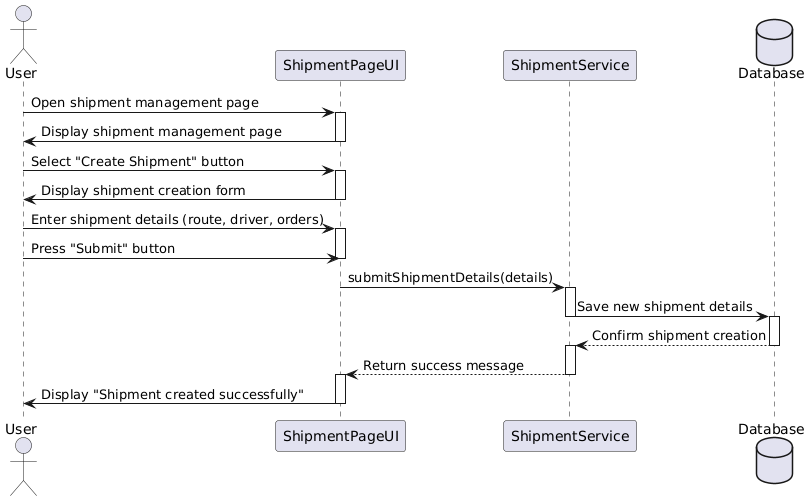 User
ShipmentPageUI
ShipmentService
Database
Open shipment management page
Display shipment management page
Select "Create Shipment" button
Display shipment creation form
Enter shipment details (route, driver, orders)
Press "Submit" button
submitShipmentDetails(details)
Save new shipment details
Confirm shipment creation
Return success message
Display "Shipment created successfully"
User
ShipmentPageUI
ShipmentService
Database